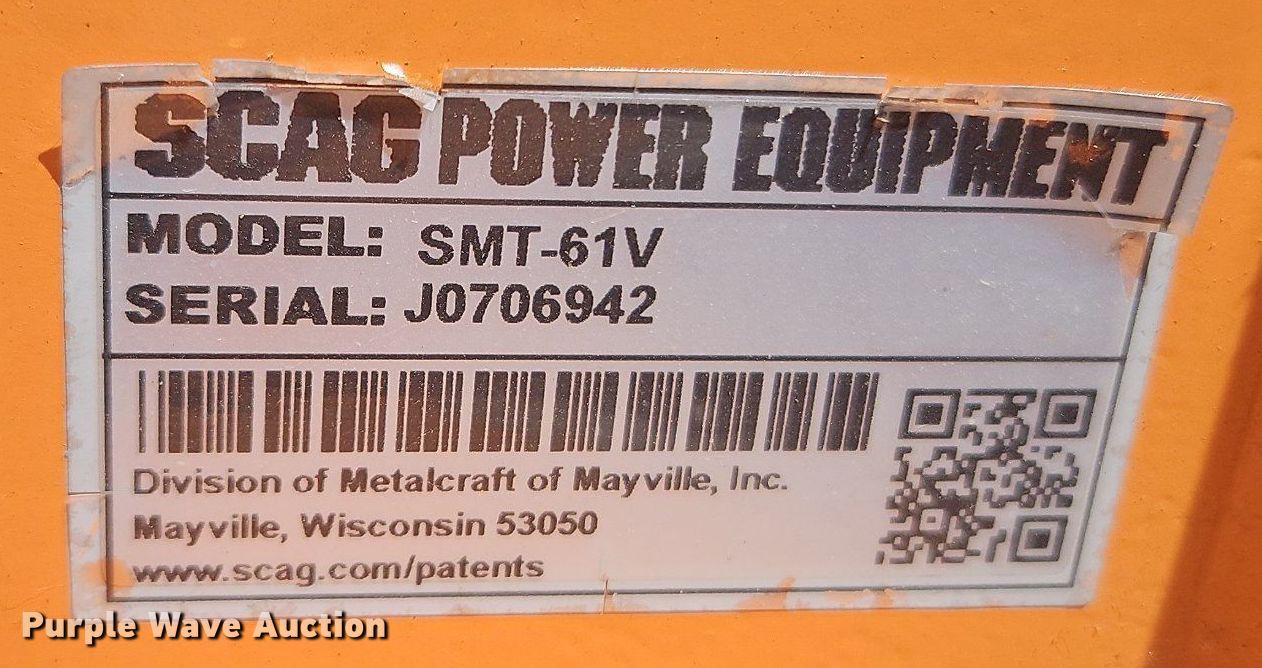 SCAG POWER EQUIPMENT
MODEL: SMT-61V
SERIAL: J0706942
Division of Metalcraft of Mayville, Inc.
Mayville, Wisconsin 53050
www.scag.com/patents
Purple Wave Auction